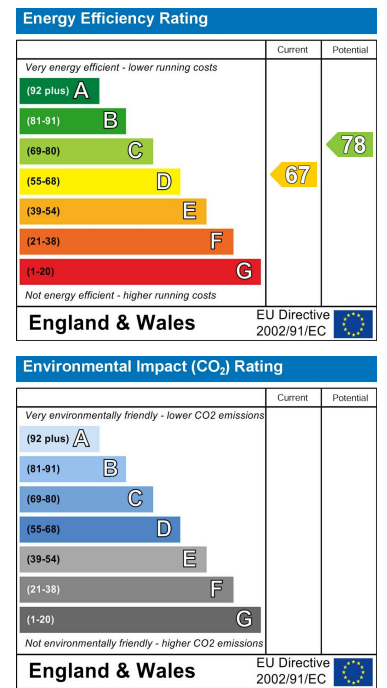 Energy Efficiency Rating
Current Potential
Very energy efficient - lower running costs
(92 plus) A
(81-91) B
(69-80) C
78
(55-68) D
67
(39-54) E
(21-38) F
(1-20) G
Not energy efficient - higher running costs
England & Wales
EU Directive
2002/91/EC
Environmental Impact (CO₂) Rating
Current Potential
Very environmentally friendly - lower CO2 emissions
(92 plus) A
(81-91) B
(69-80) C
(55-68) D
(39-54) E
(21-38) F
(1-20) G
Not environmentally friendly - higher CO2 emissions
England & Wales
EU Directive
2002/91/EC